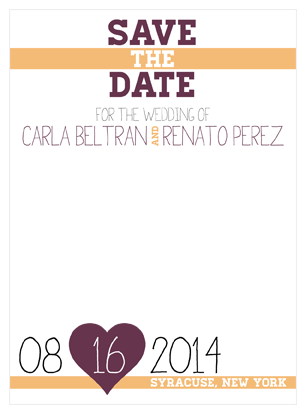 SAVE
THE
DATE
FOR THE WEDDING OF
CARLA BELTRAN AND RENATO PEREZ
08 16 2014
SYRACUSE, NEW YORK